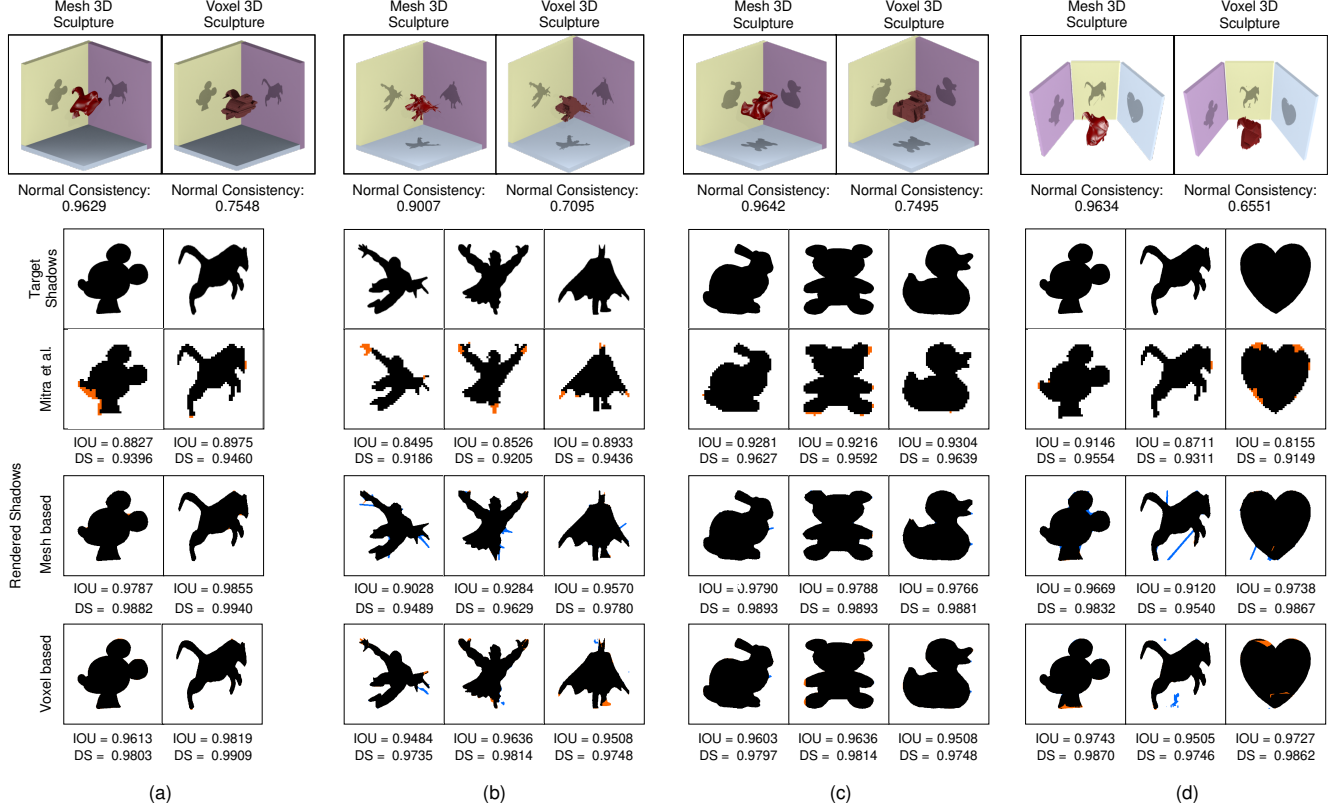 Mesh 3D Sculpture
Voxel 3D Sculpture
Mesh 3D Sculpture
Voxel 3D Sculpture
Mesh 3D Sculpture
Voxel 3D Sculpture
Mesh 3D Sculpture
Voxel 3D Sculpture
Normal Consistency: 0.9629
Normal Consistency: 0.7548
Normal Consistency: 0.9007
Normal Consistency: 0.7095
Normal Consistency: 0.9642
Normal Consistency: 0.7495
Normal Consistency: 0.9634
Normal Consistency: 0.6551
Target Shadows
Rendered Shadows
Mitra et al.
IOU = 0.8827 IOU = 0.8975 IOU = 0.8495 IOU = 0.8526 IOU = 0.8933 IOU = 0.9281 IOU = 0.9216 IOU = 0.9304 IOU = 0.9146 IOU = 0.8711 IOU = 0.8155
DS = 0.9396 DS = 0.9460 DS = 0.9186 DS = 0.9205 DS = 0.9436 DS = 0.9627 DS = 0.9592 DS = 0.9639 DS = 0.9554 DS = 0.9311 DS = 0.9149
Mesh based
IOU = 0.9787 IOU = 0.9855 IOU = 0.9028 IOU = 0.9284 IOU = 0.9570 IOU = 0.9790 IOU = 0.9788 IOU = 0.9766 IOU = 0.9669 IOU = 0.9120 IOU = 0.9738
DS = 0.9882 DS = 0.9940 DS = 0.9489 DS = 0.9629 DS = 0.9780 DS = 0.9893 DS = 0.9893 DS = 0.9881 DS = 0.9832 DS = 0.9540 DS = 0.9867
Voxel based
IOU = 0.9613 IOU = 0.9819 IOU = 0.9484 IOU = 0.9636 IOU = 0.9508 IOU = 0.9603 IOU = 0.9636 IOU = 0.9508 IOU = 0.9743 IOU = 0.9505 IOU = 0.9727
DS = 0.9803 DS = 0.9909 DS = 0.9735 DS = 0.9814 DS = 0.9748 DS = 0.9797 DS = 0.9814 DS = 0.9748 DS = 0.9870 DS = 0.9746 DS = 0.9862
(a) (b) (c) (d)